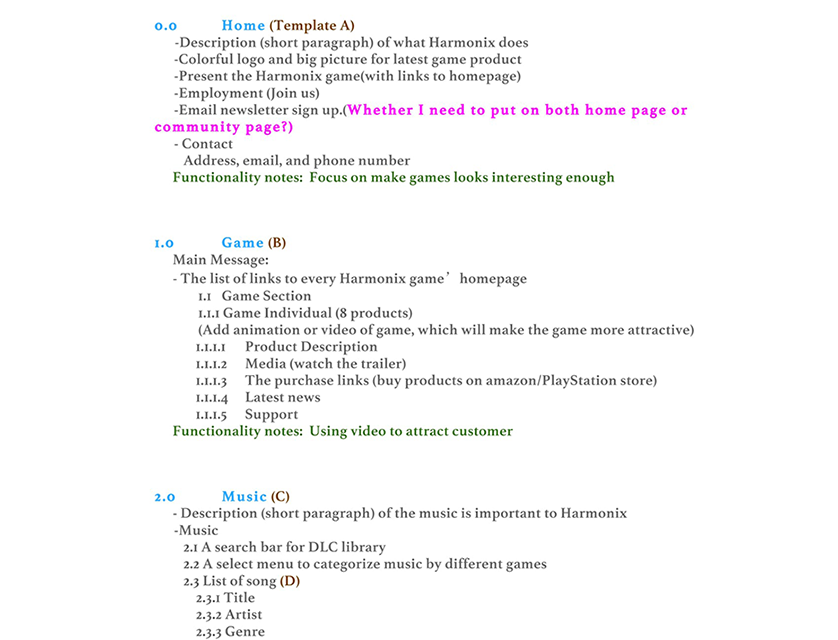 0.0 Home (Template A)
-Description (short paragraph) of what Harmonix does
-Colorful logo and big picture for latest game product
-Present the Harmonix game(with links to homepage)
-Employment (Join us)
-Email newsletter sign up.(Whether I need to put on both home page or
community page?)
- Contact
Address, email, and phone number
Functionality notes: Focus on make games looks interesting enough
1.0 Game (B)
Main Message:
- The list of links to every Harmonix game’ homepage
1.1 Game Section
1.1.1 Game Individual (8 products)
(Add animation or video of game, which will make the game more attractive)
1.1.1.1 Product Description
1.1.1.2 Media (watch the trailer)
1.1.1.3 The purchase links (buy products on amazon/PlayStation store)
1.1.1.4 Latest news
1.1.1.5 Support
Functionality notes: Using video to attract customer
2.0 Music (C)
- Description (short paragraph) of the music is important to Harmonix
-Music
2.1 A search bar for DLC library
2.2 A select menu to categorize music by different games
2.3 List of song (D)
2.3.1 Title
2.3.2 Artist
2.3.3 Genre